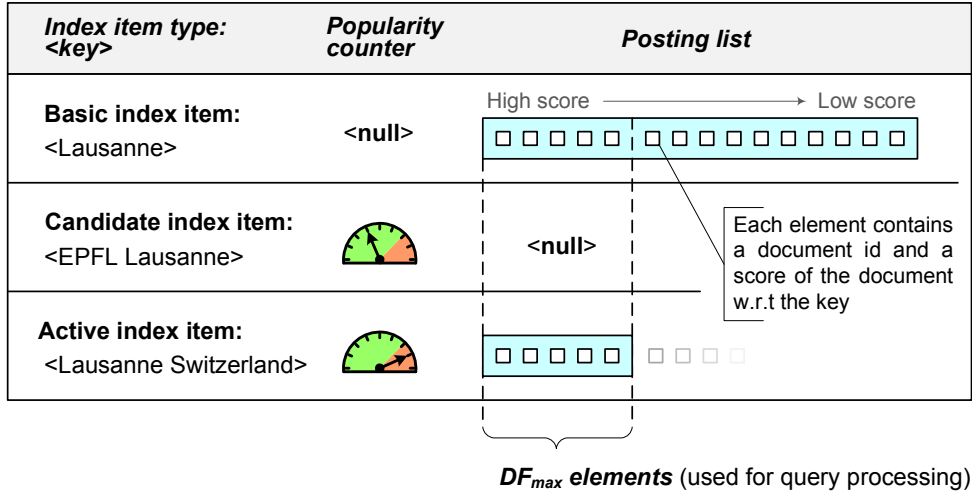 Index item type:
<key>
Popularity
counter
Posting list
High score
Low score
Basic index item:
<Lausanne>
<null>
Candidate index item:
<EPFL Lausanne>
<null>
Each element contains
a document id and a
score of the document
w.r.t the key
Active index item:
<Lausanne Switzerland>
DFmax elements (used for query processing)